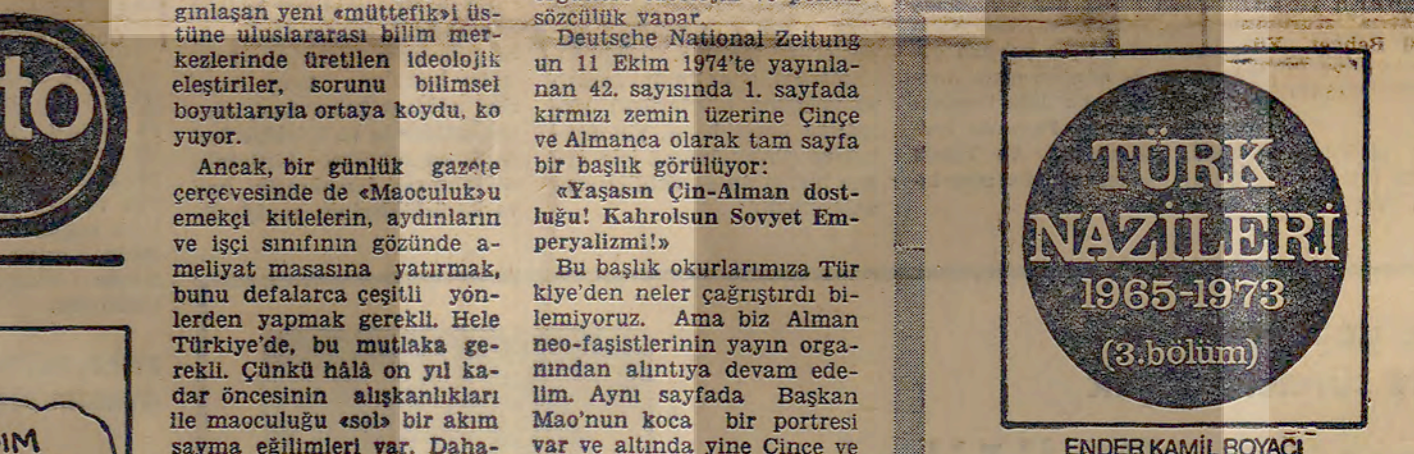 to
IM
gınlaşan yeni «müttefik»i üs-
tüne uluslararası bilim mer-
kezlerinde üretilen ideolojik
eleştiriler, sorunu bilimsel
boyutlarıyla ortaya koydu, ko
yuyor.
Ancak, bir günlük gazete
çerçevesinde de «Maoculuk»u
emekçi kitlelerin, aydınların
ve işçi sınıfının gözünde a-
meliyat masasına yatırmak,
bunu defalarca çeşitli yön-
lerden yapmak gerekli. Hele
Türkiye'de, bu mutlaka ge-
rekli. Çünkü hâlâ on yıl ka-
dar öncesinin alışkanlıkları
ile maoculuğu «sol» bir akım
sayma eğilimleri var. Daha-
sözcülük yapar.
Deutsche National Zeitung
un 11 Ekim 1974'te yayınla-
nan 42. sayısında 1. sayfada
kırmızı zemin üzerine Çinçe
ve Almanca olarak tam sayfa
bir başlık görülüyor:
«Yaşasın Çin-Alman dost-
luğu! Kahrolsun Sovyet Em-
peryalizmi!»
Bu başlık okurlarımıza Tür
kiye'den neler çağrıştırdı bi-
lemiyoruz. Ama biz Alman
neo-faşistlerinin yayın orga-
nından alıntıya devam ede-
lim. Aynı sayfada Başkan
Mao'nun koca bir portresi
var ve altında yine Çince ve
TÜRK
NAZİLERİ
1965-1973
(3.bölüm)
ENDER KAMİL BOYACI